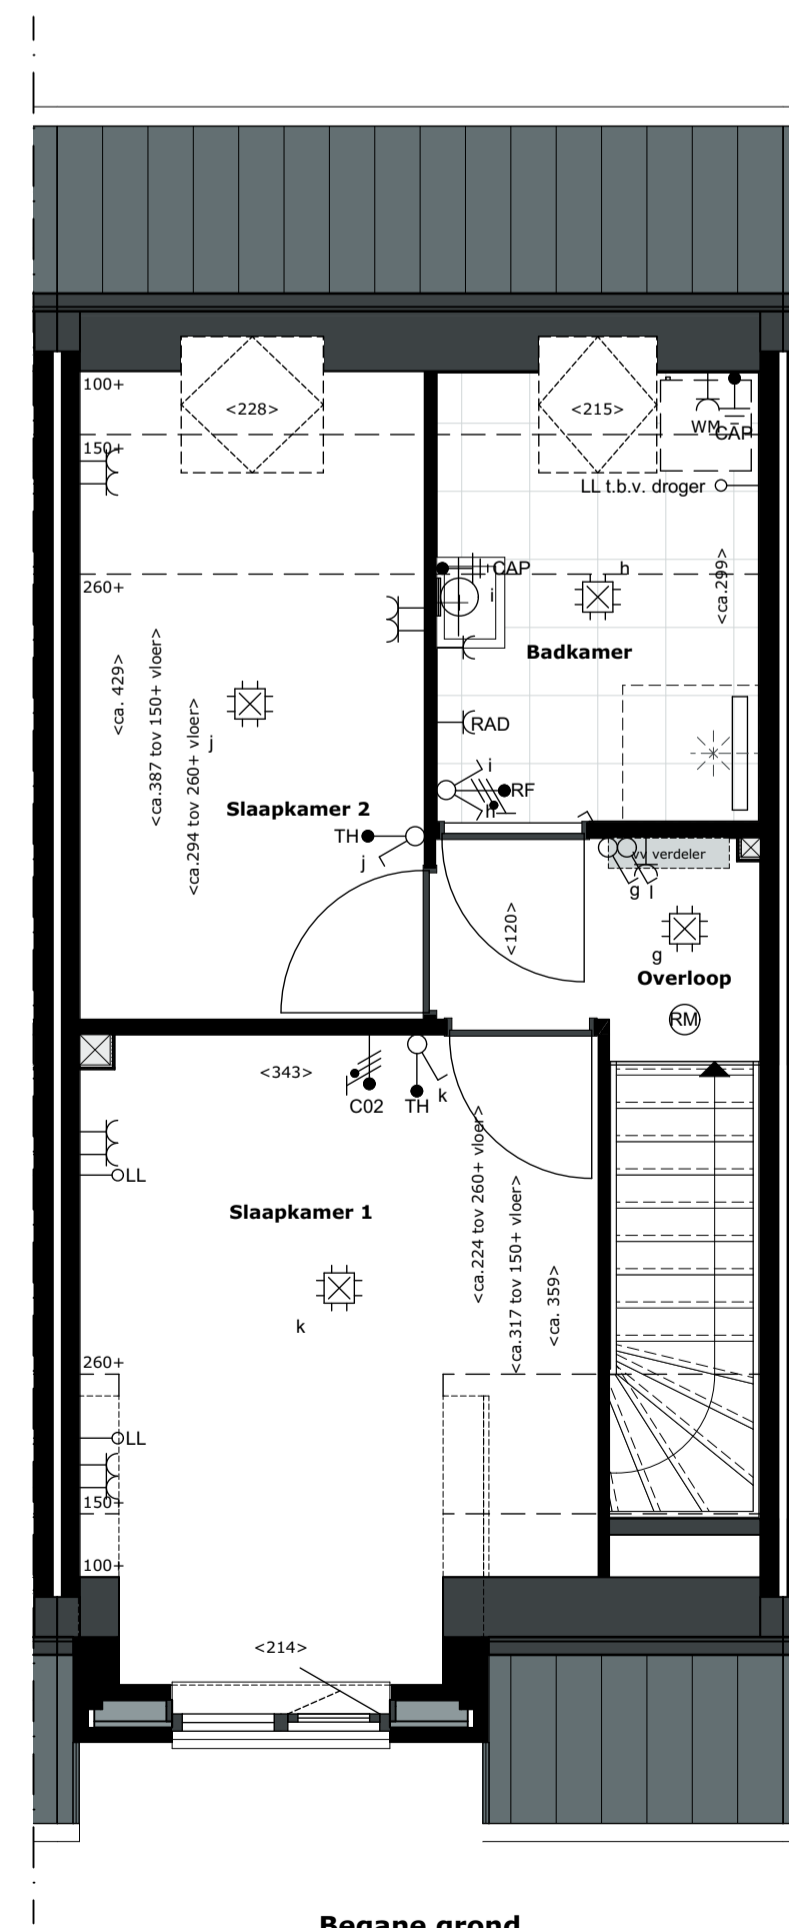 100+
<228>
<215>
WM
CAP
150+
LL t.b.v. droger
260+
CAP
h
i
<ca.299>
Badkamer
<ca. 429>
<ca.387 tov 150+ vloer>
<ca.294 tov 260+ vloer>
j
RAD
i
RF
h
Slaapkamer 2
TH
j
vv verdeler
g
l
<120>
g
Overloop
RM
<343>
C02
TH
k
<ca.224 tov 260+ vloer>
<ca.317 tov 150+ vloer>
<ca. 359>
LL
Slaapkamer 1
k
260+
LL
150+
100+
<214>
Begane grond